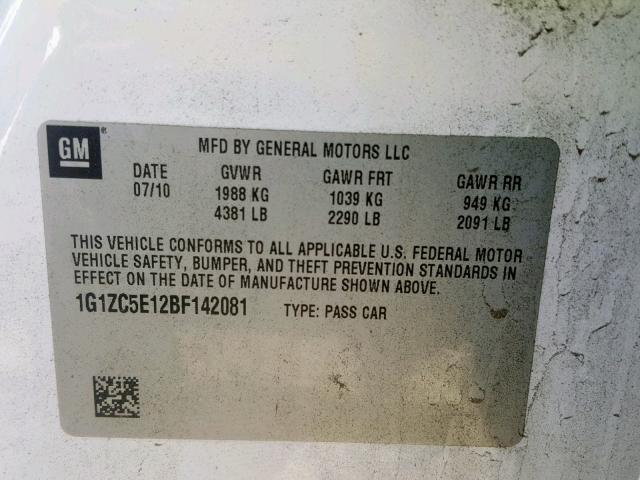 GM ®
MFD BY GENERAL MOTORS LLC
DATE GVWR GAWR FRT GAWR RR
07/10 1988 KG 1039 KG 949 KG
4381 LB 2290 LB 2091 LB
THIS VEHICLE CONFORMS TO ALL APPLICABLE U.S. FEDERAL MOTOR
VEHICLE SAFETY, BUMPER, AND THEFT PREVENTION STANDARDS IN
EFFECT ON THE DATE OF MANUFACTURE SHOWN ABOVE.
1G1ZC5E12BF142081 TYPE: PASS CAR